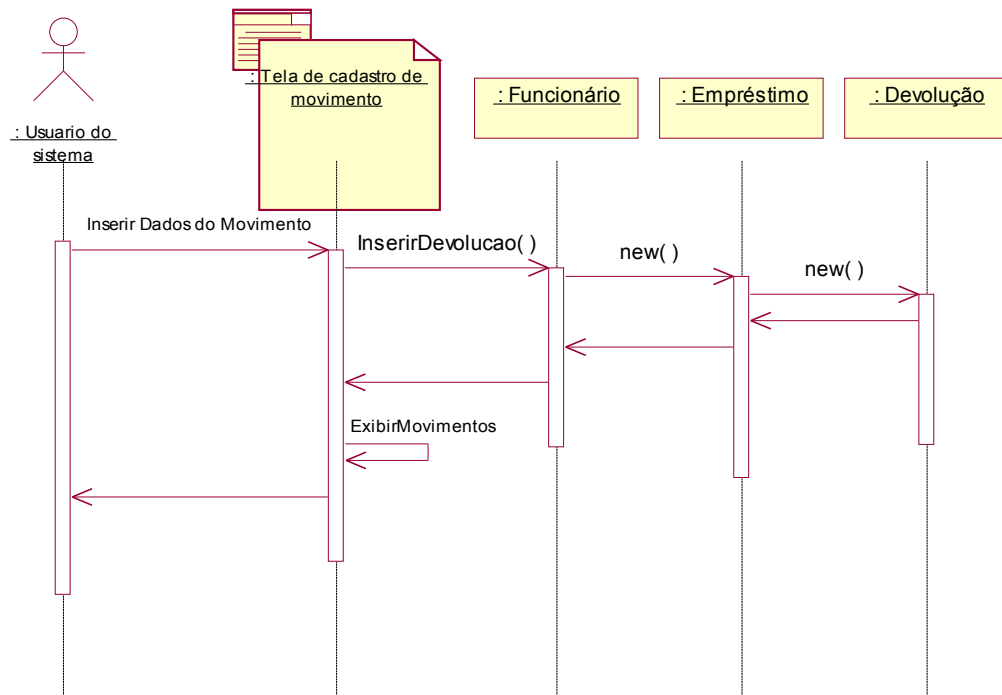 : Usuario do
sistema
: Tela de cadastro de
movimento
: Funcionário
: Empréstimo
: Devolução
Inserir Dados do Movimento
InserirDevolucao( )
new( )
new( )
ExibirMovimentos